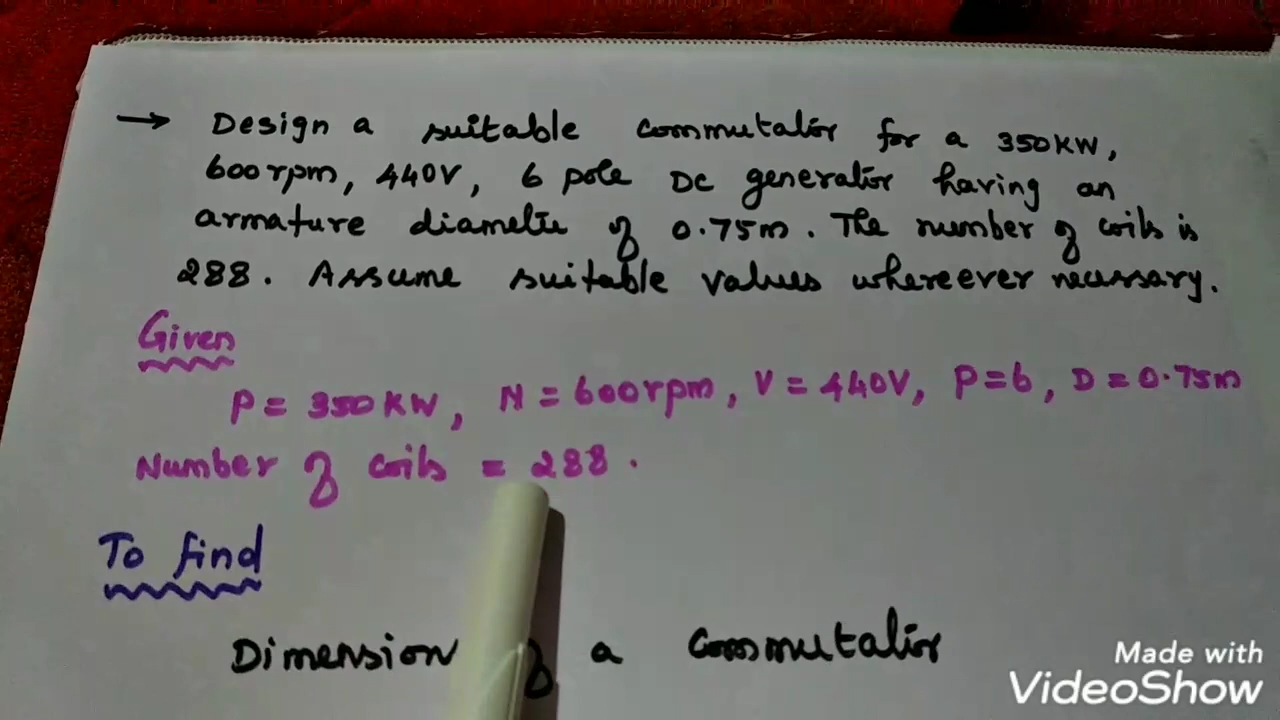 → Design a suitable commutator for a 350KW,
600rpm, 440V, 6 pole DC generator having an
armature diameter of 0.75m. The number of coils is
288. Assume suitable values whereever necessary.
Given
P = 350KW, N = 600rpm, V = 440V, P=6, D = 0.75m
Number of coils = 288.
To find
Dimension of a commutator
Made with
VideoShow